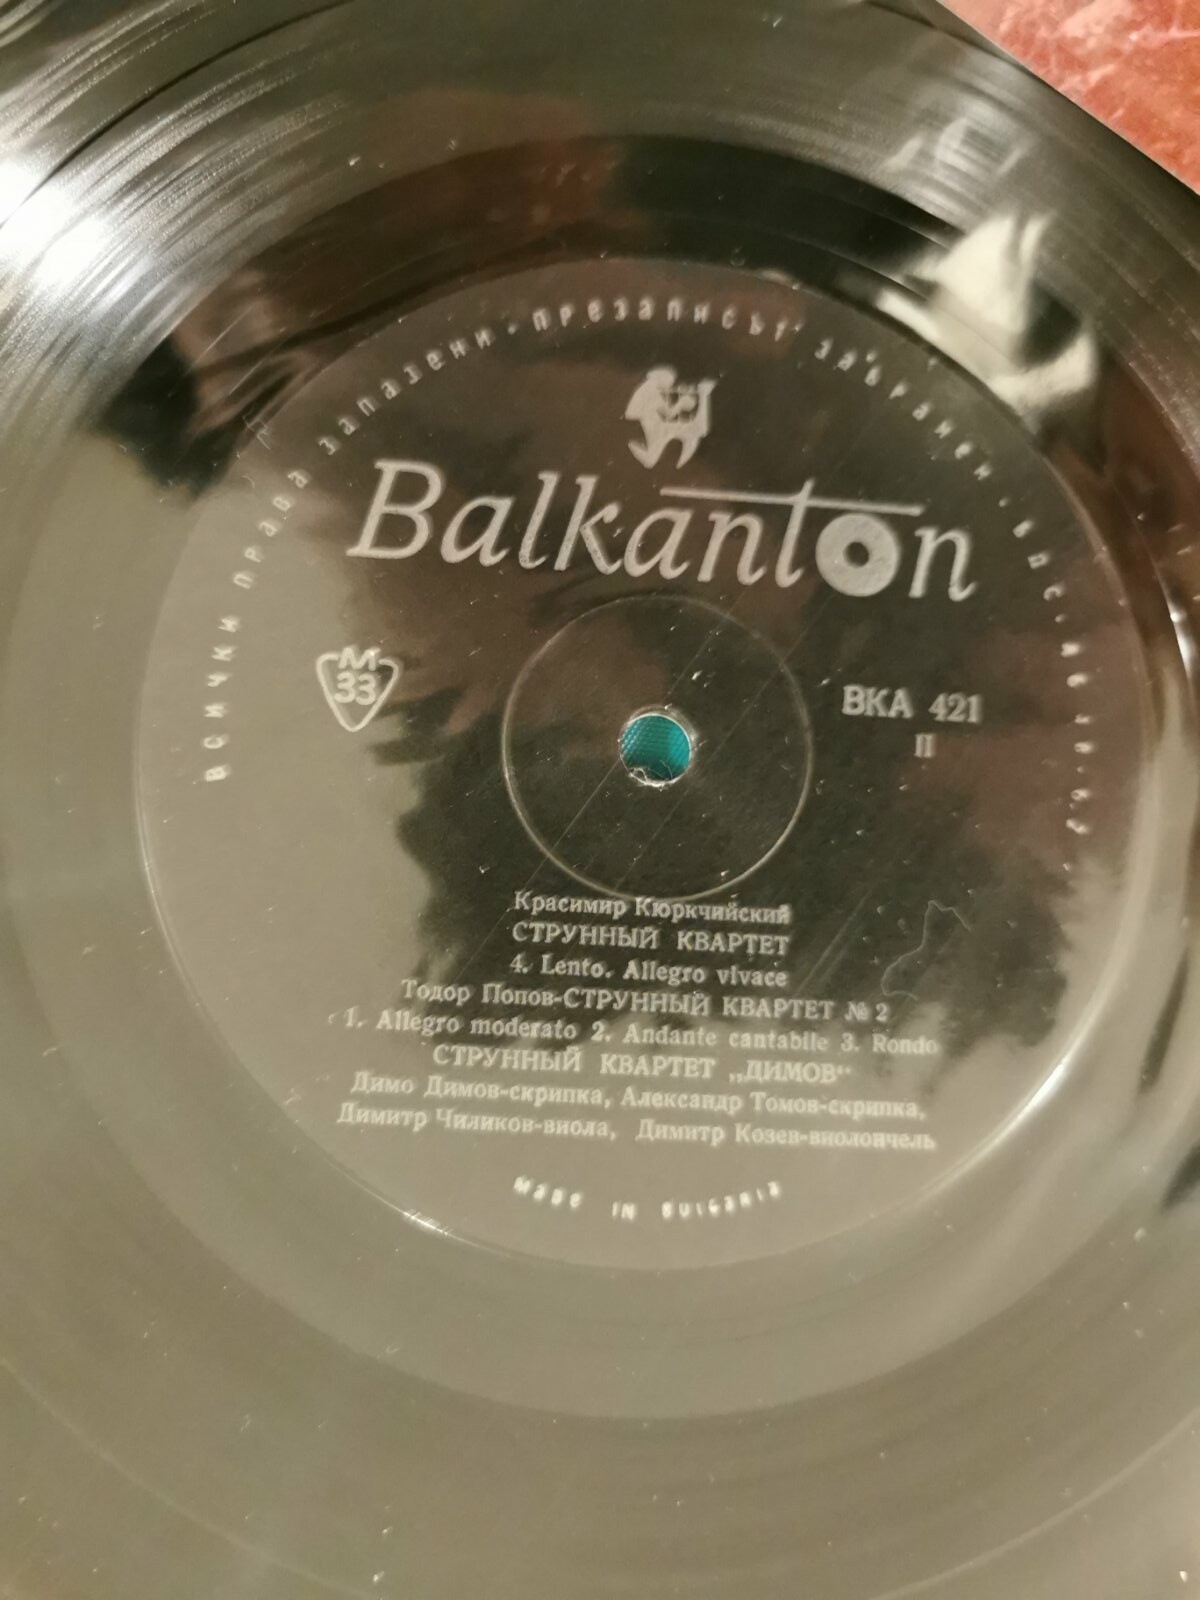 всички права запазени · презаписът забранен ·
Balkanton
М
33
ВКА 421
II
Красимир Кюркчийский
СТРУННЫЙ КВАРТЕТ
4. Lento. Allegro vivace
Тодор Попов-СТРУННЫЙ КВАРТЕТ № 2
1. Allegro moderato 2. Andante cantabile 3. Rondo
СТРУННЫЙ КВАРТЕТ „ДИМОВ“
Димо Димов-скрипка, Александр Томов-скрипка,
Димитр Чиликов-виола, Димитр Козев-виолончель
MADE IN BULGARIA